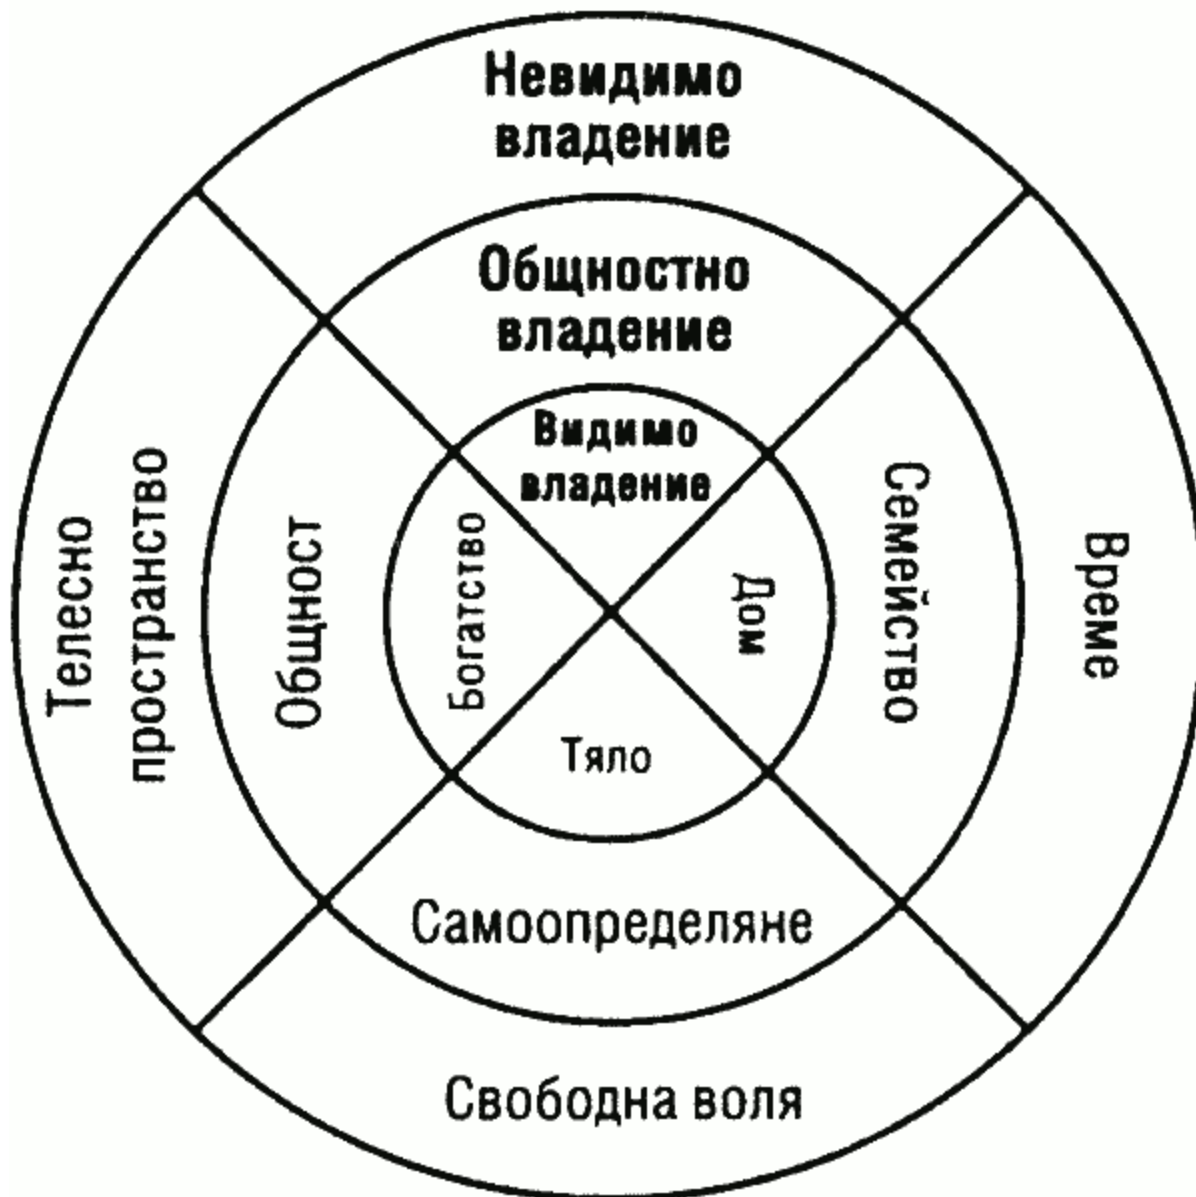 Невидимо
владение
Общностно
владение
Видимо
владение
Телесно
пространство
Общност
Богатство
Дом
Семейство
Време
Тяло
Самоопределяне
Свободна воля